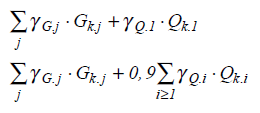 ∑γG.j · Gk.j + γQ.1 · Qk.1
j
∑γG.j · Gk.j + 0,9∑γQ.i · Qk.i
j i≥1